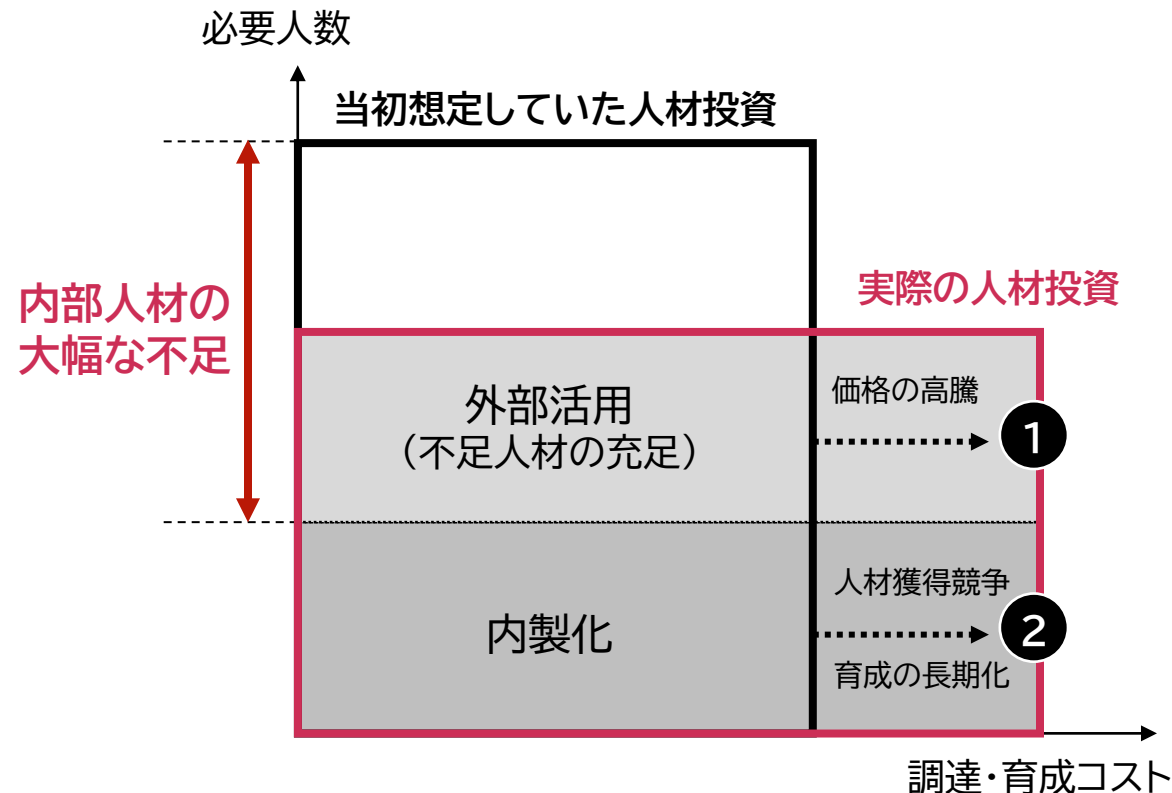 必要人数
当初想定していた人材投資
内部人材の
大幅な不足
実際の人材投資
外部活用
（不足人材の充足）
価格の高騰
1
内製化
人材獲得競争
2
育成の長期化
調達・育成コスト